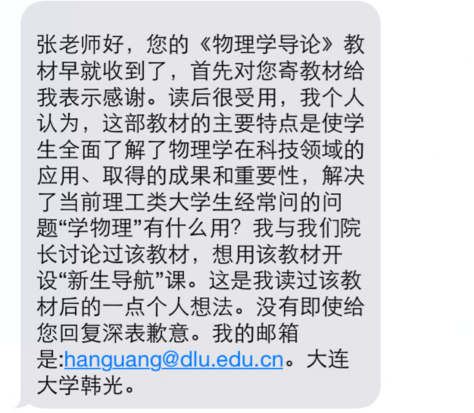 张老师好，您的《物理学导论》教
材早就收到了，首先对您寄教材给
我表示感谢。读后很受用，我个人
认为，这部教材的主要特点是使学
生全面了解了物理学在科技领域的
应用、取得的成果和重要性，解决
了当前理工类大学生经常问的问
题“学物理”有什么用？我与我们院
长讨论过该教材，想用该教材开
设“新生导航”课。这是我读过该教
材后的一点个人想法。没有即使给
您回复深表歉意。我的邮箱
是:hanguang@dlu.edu.cn。大连
大学韩光。